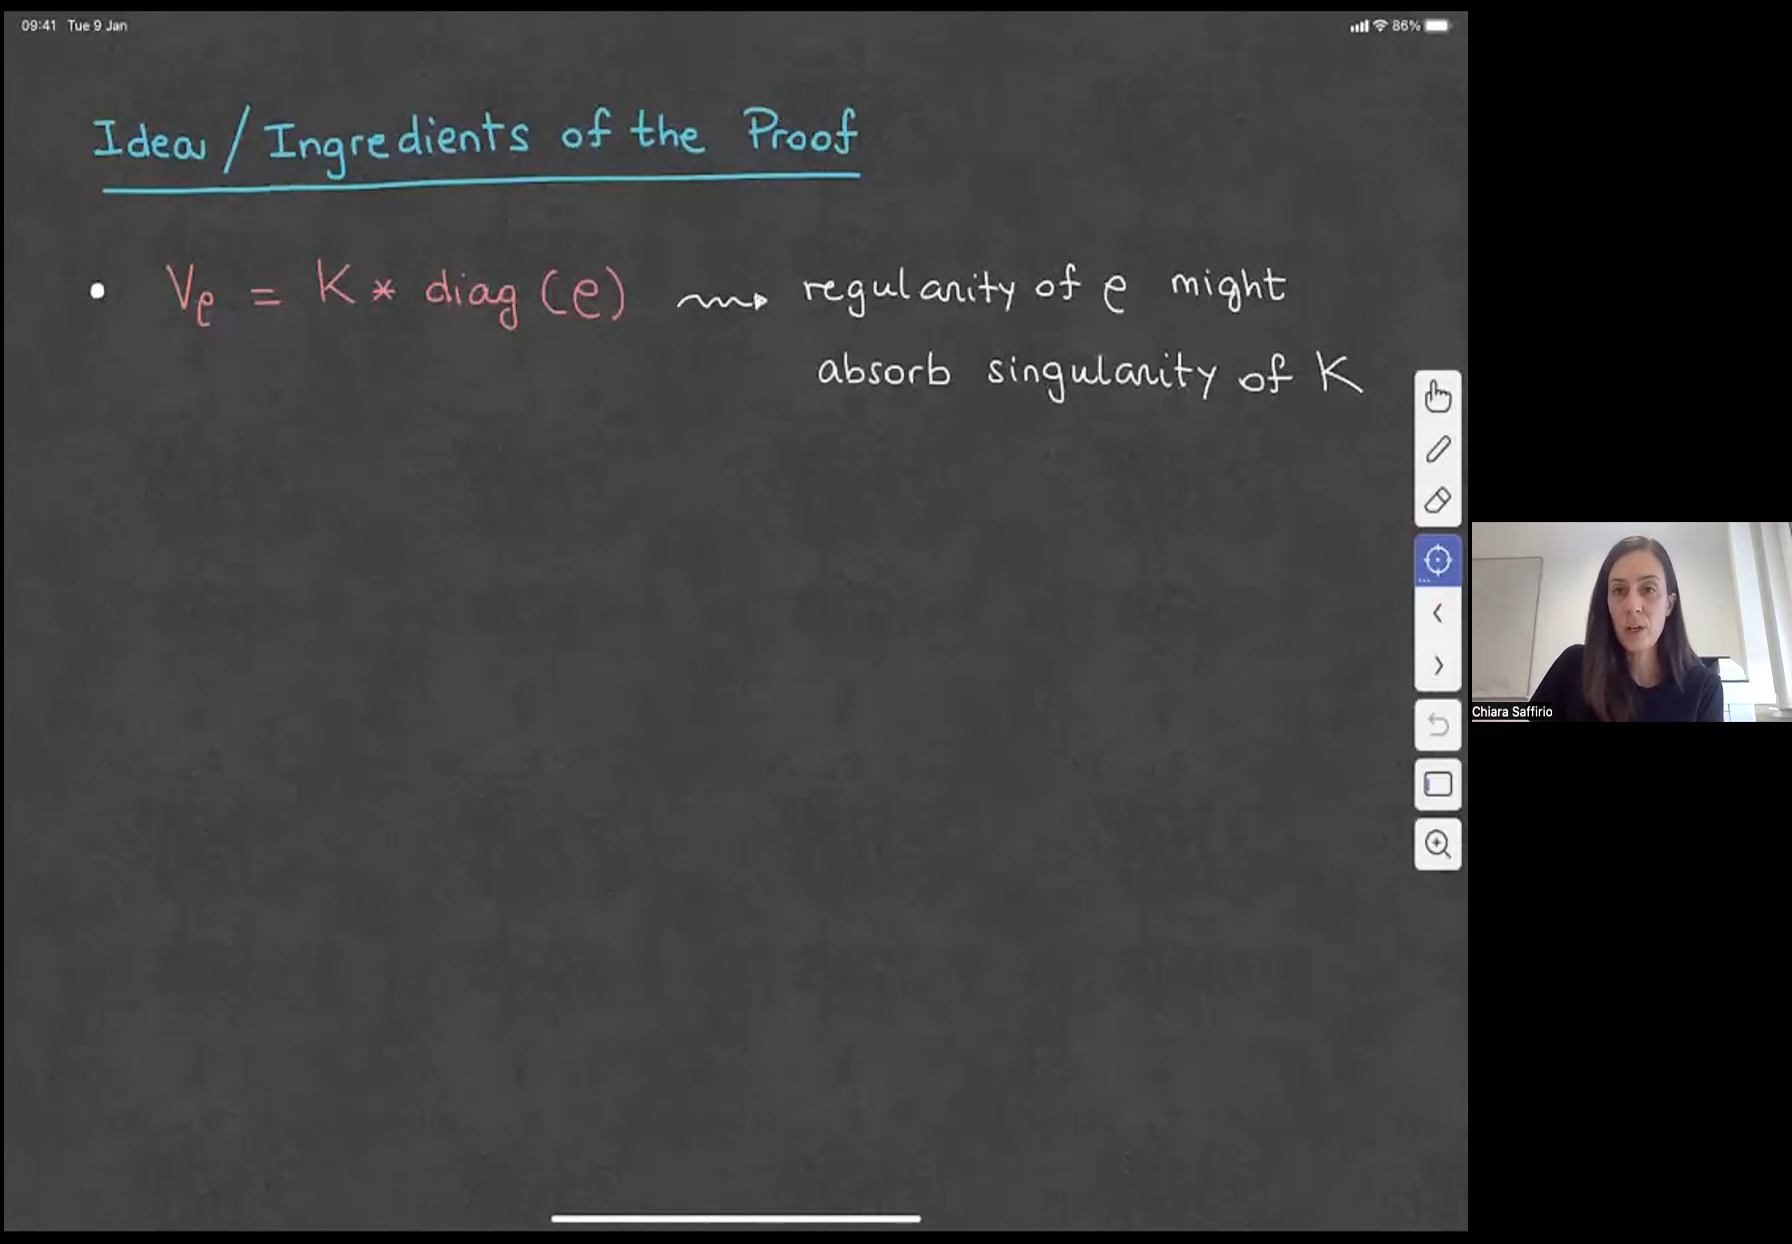 09:41 Tue 9 Jan
86%
Idea / Ingredients of the Proof
• Vρ = K * diag (ρ) ⇝ regularity of ρ might
absorb singularity of K
Chiara Saffirio